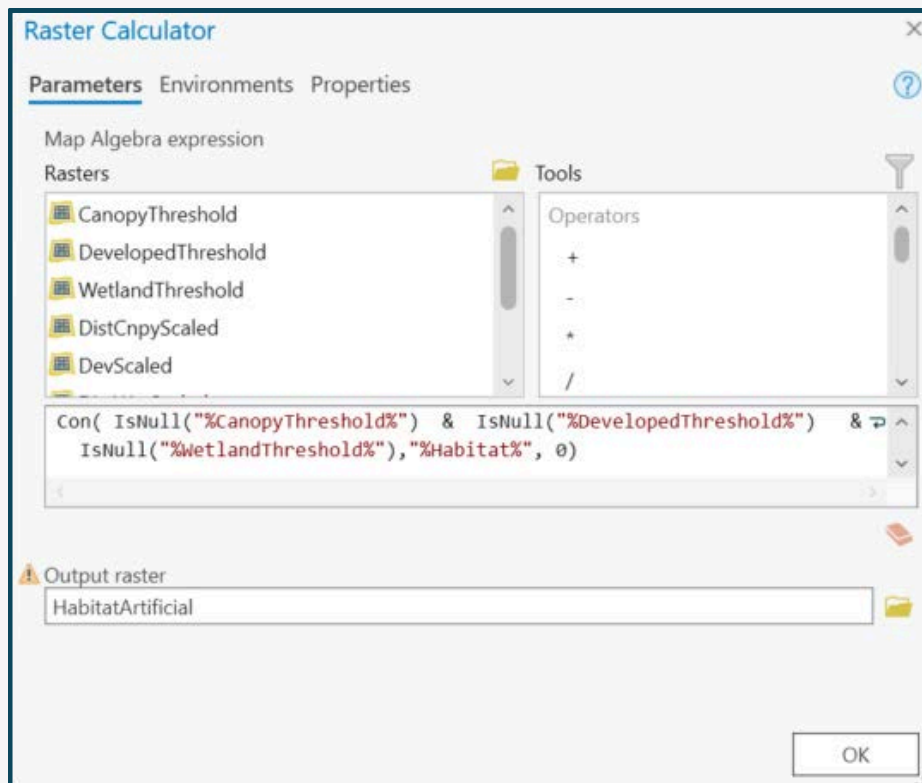 Raster Calculator
Parameters Environments Properties
Map Algebra expression
Rasters
Tools
CanopyThreshold
DevelopedThreshold
WetlandThreshold
DistCnpyScaled
DevScaled
Operators
+
-
*
/
Con( IsNull("%CanopyThreshold%") & IsNull("%DevelopedThreshold%") &
IsNull("%WetlandThreshold%"),"%Habitat%", 0)
Output raster
HabitatArtificial
OK